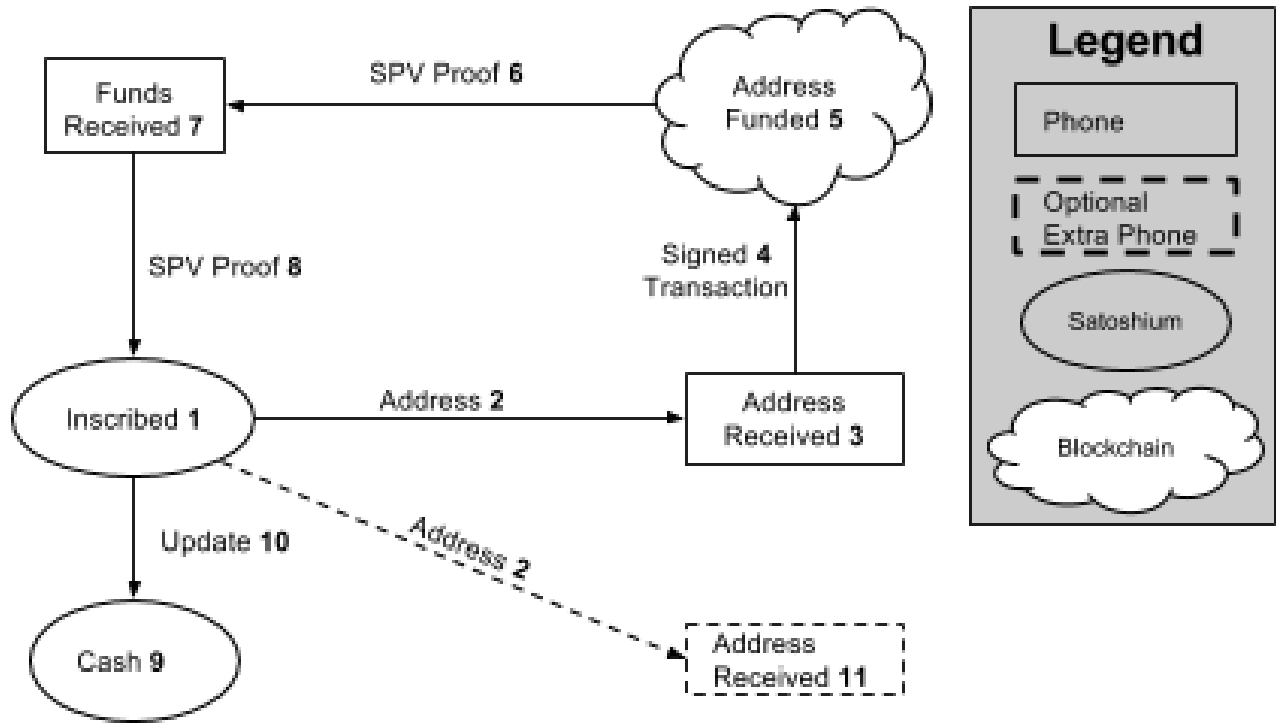 SPV Proof 6
Funds
Received 7
Address
Funded 5
SPV Proof 8
Signed 4
Transaction
Inscribed 1
Address 2
Address
Received 3
Update 10
Address 2
Cash 9
Address
Received 11
Legend
Phone
Optional
Extra Phone
Satoshium
Blockchain